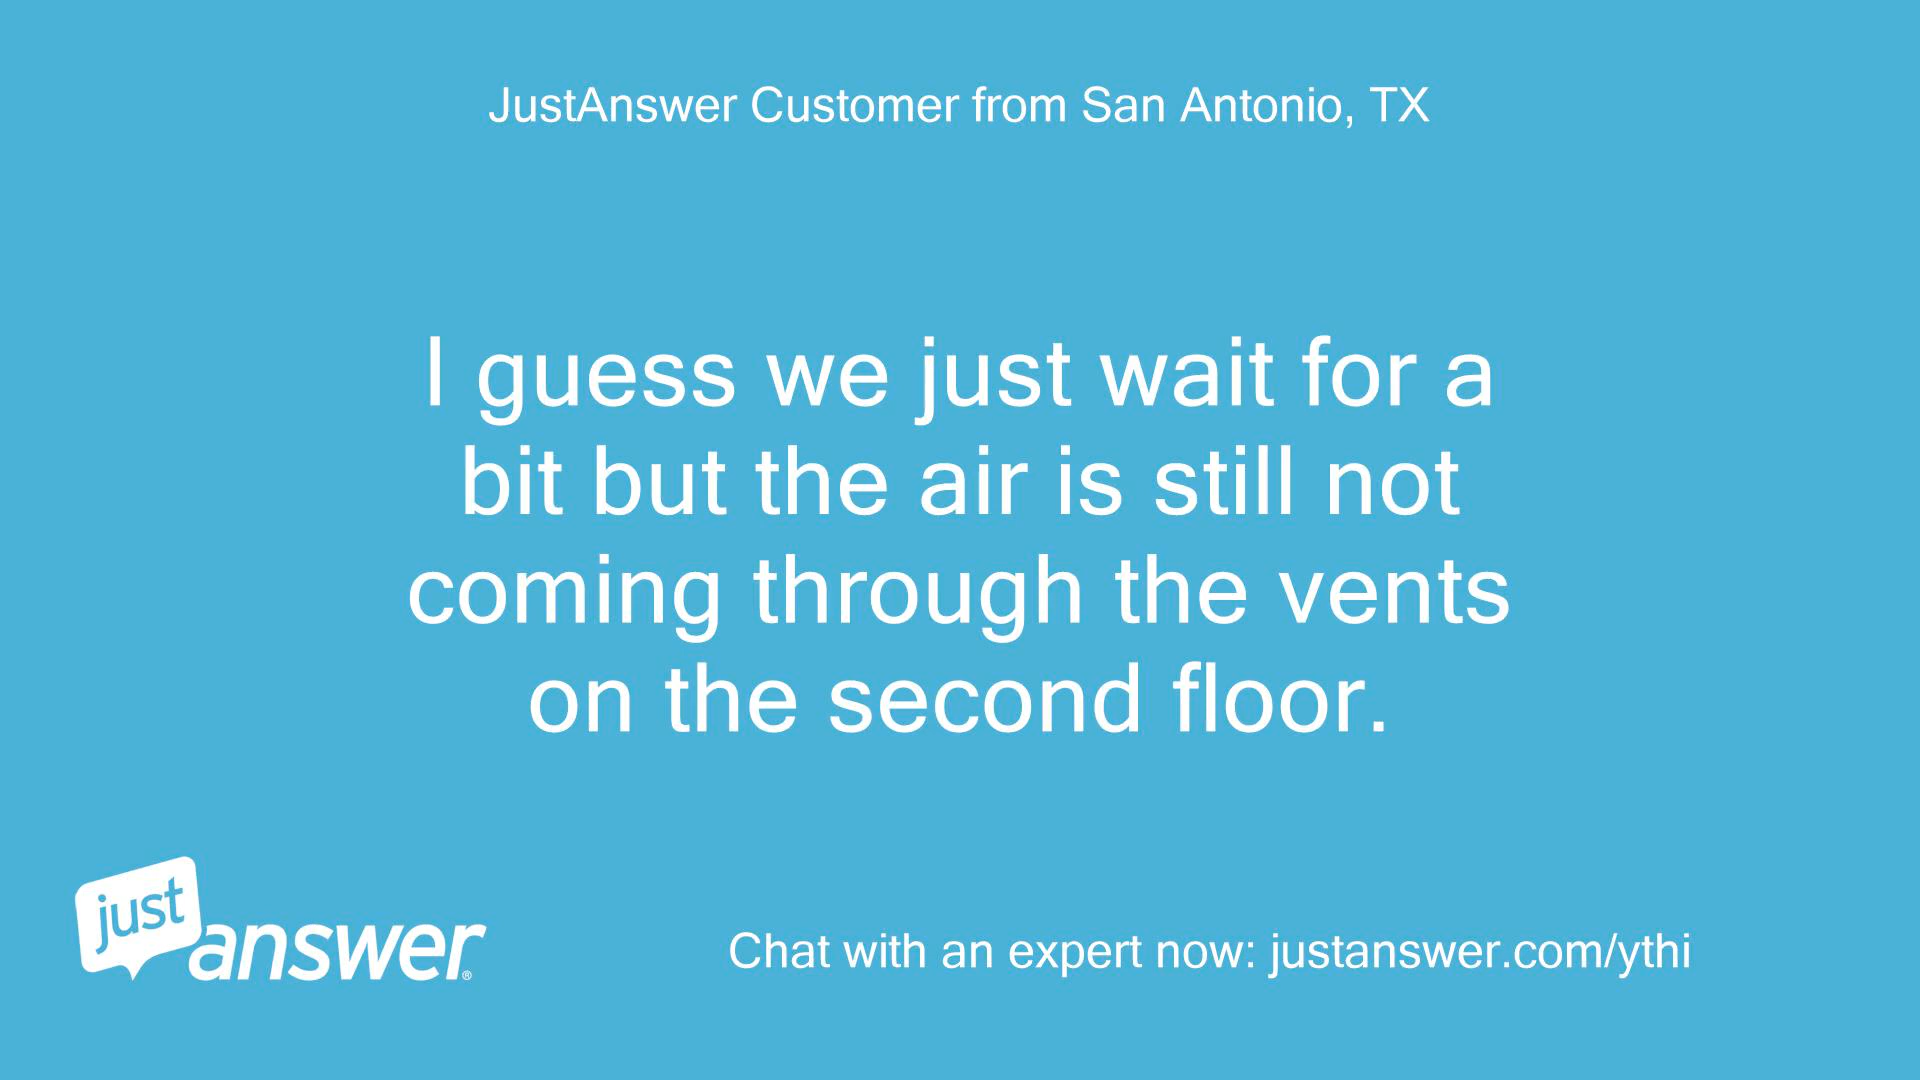 JustAnswer Customer from San Antonio, TX
I guess we just wait for a
bit but the air is still not
coming through the vents
on the second floor.
just
answer®
Chat with an expert now: justanswer.com/ythi